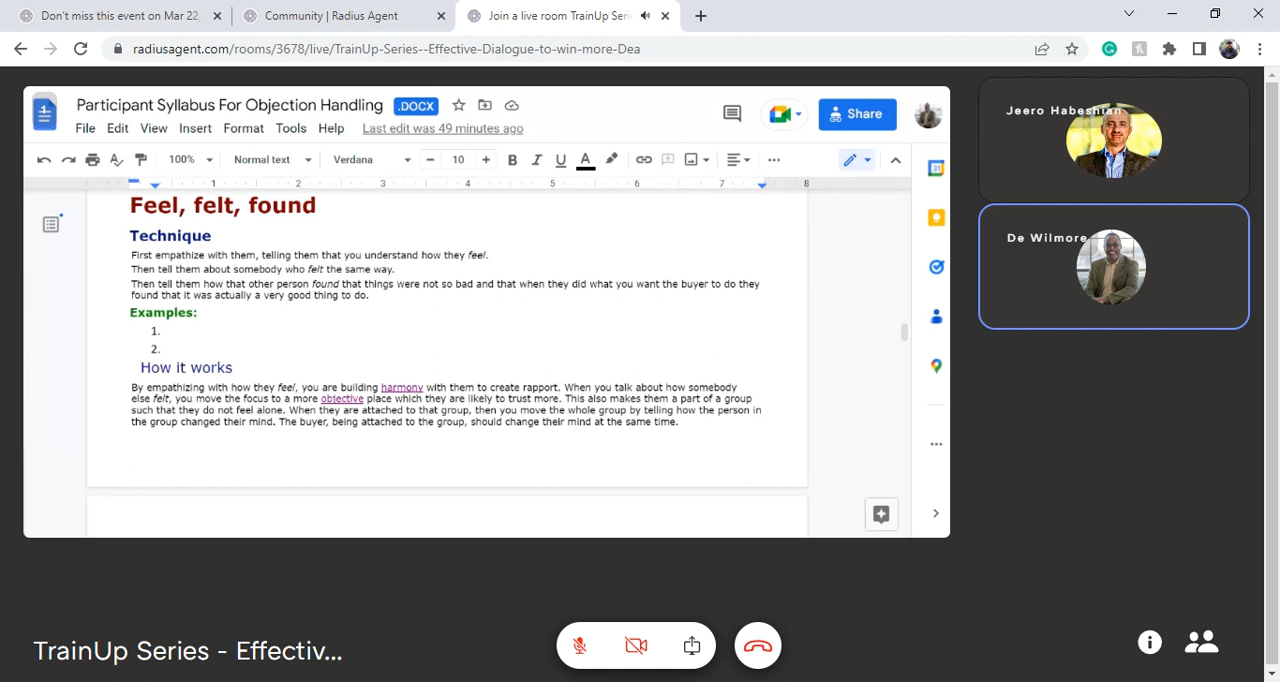 Don't miss this event on Mar 22,
Community | Radius Agent
Join a live room TrainUp Seri
radiusagent.com/rooms/3678/live/TrainUp-Series--Effective-Dialogue-to-win-more-Dea
Participant Syllabus For Objection Handling .DOCX
Share
File Edit View Insert Format Tools Help Last edit was 49 minutes ago
100% Normal text Verdana 10 B I U A
1 2 3 4 5 6 7 8
Feel, felt, found
Technique
First empathize with them, telling them that you understand how they feel.
Then tell them about somebody who felt the same way.
Then tell them how that other person found that things were not so bad and that when they did what you want the buyer to do they
found that it was actually a very good thing to do.
Examples:
1.
2.
How it works
By empathizing with how they feel, you are building harmony with them to create rapport. When you talk about how somebody
else felt, you move the focus to a more objective place which they are likely to trust more. This also makes them a part of a group
such that they do not feel alone. When they are attached to that group, then you move the whole group by telling how the person in
the group changed their mind. The buyer, being attached to the group, should change their mind at the same time.
31
Jeero Habeshian
De Wilmore
TrainUp Series - Effectiv...